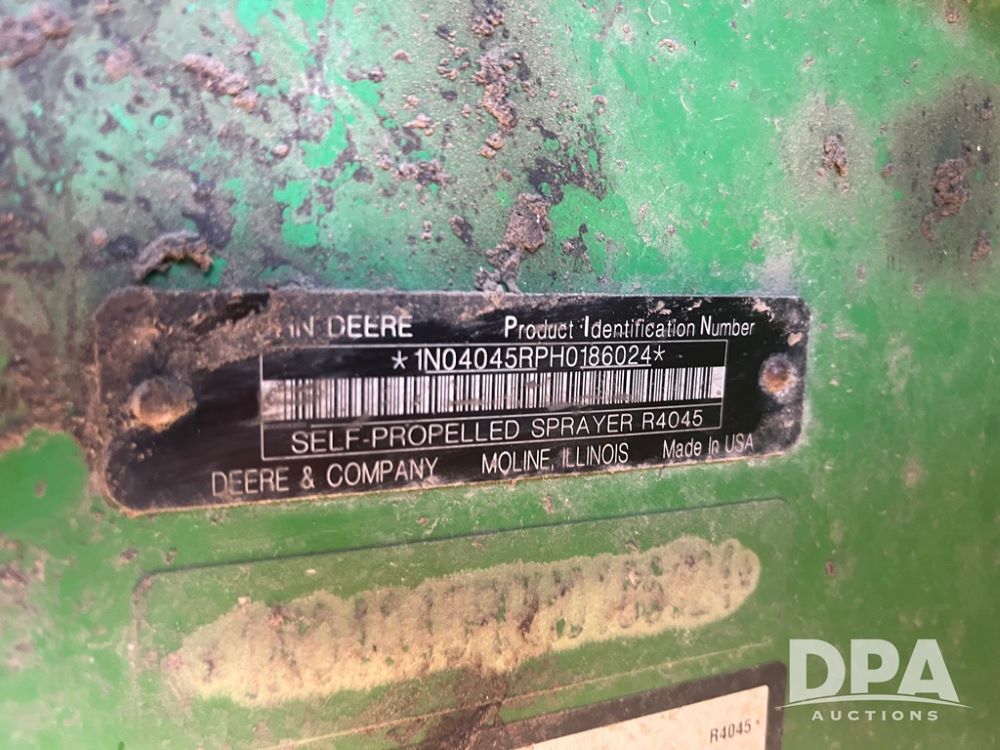 DEERE Product Identification Number
*1N04045RPH0186024*
SELF-PROPELLED SPRAYER R4045
DEERE & COMPANY MOLINE, ILLINOIS Made In USA
R4045
DPA
AUCTIONS